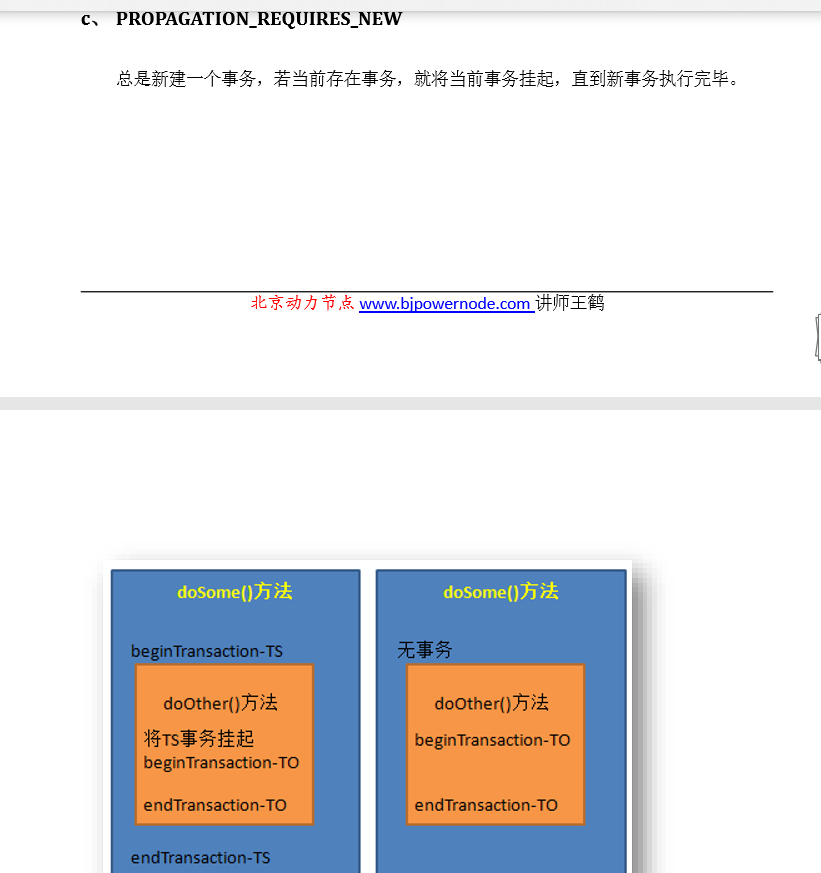 c、 PROPAGATION_REQUIRES_NEW
总是新建一个事务，若当前存在事务，就将当前事务挂起，直到新事务执行完毕。
北京动力节点 www.bjpowernode.com 讲师王鹤
doSome()方法
beginTransaction-TS
doOther()方法
将TS事务挂起
beginTransaction-TO
endTransaction-TO
endTransaction-TS
doSome()方法
无事务
doOther()方法
beginTransaction-TO
endTransaction-TO